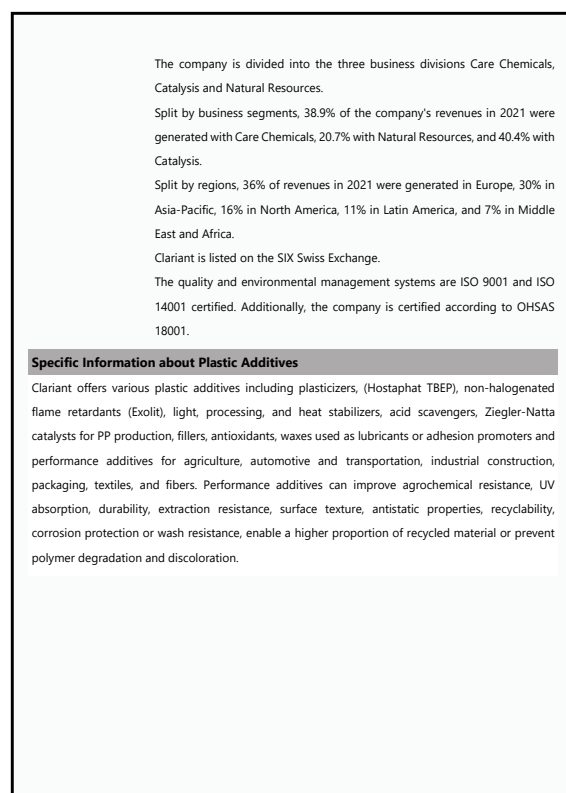 The company is divided into the three business divisions Care Chemicals,
Catalysis and Natural Resources.
Split by business segments, 38.9% of the company's revenues in 2021 were
generated with Care Chemicals, 20.7% with Natural Resources, and 40.4% with
Catalysis.
Split by regions, 36% of revenues in 2021 were generated in Europe, 30% in
Asia-Pacific, 16% in North America, 11% in Latin America, and 7% in Middle
East and Africa.
Clariant is listed on the SIX Swiss Exchange.
The quality and environmental management systems are ISO 9001 and ISO
14001 certified. Additionally, the company is certified according to OHSAS
18001.
Specific Information about Plastic Additives
Clariant offers various plastic additives including plasticizers, (Hostaphat TBEP), non-halogenated
flame retardants (Exolit), light, processing, and heat stabilizers, acid scavengers, Ziegler-Natta
catalysts for PP production, fillers, antioxidants, waxes used as lubricants or adhesion promoters and
performance additives for agriculture, automotive and transportation, industrial construction,
packaging, textiles, and fibers. Performance additives can improve agrochemical resistance, UV
absorption, durability, extraction resistance, surface texture, antistatic properties, recyclability,
corrosion protection or wash resistance, enable a higher proportion of recycled material or prevent
polymer degradation and discoloration.